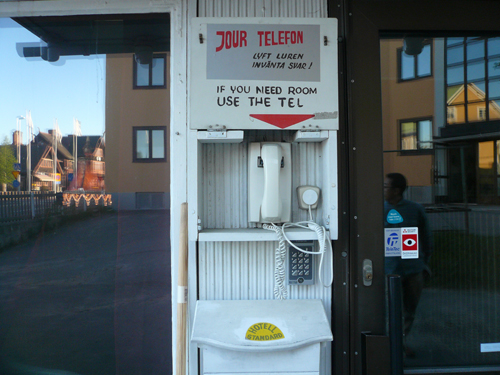 JOUR TELEFON
LYFT LUREN
INVÄNTA SVAR!
IF YOU NEED ROOM
USE THE TEL
HOTELL
STANDARD